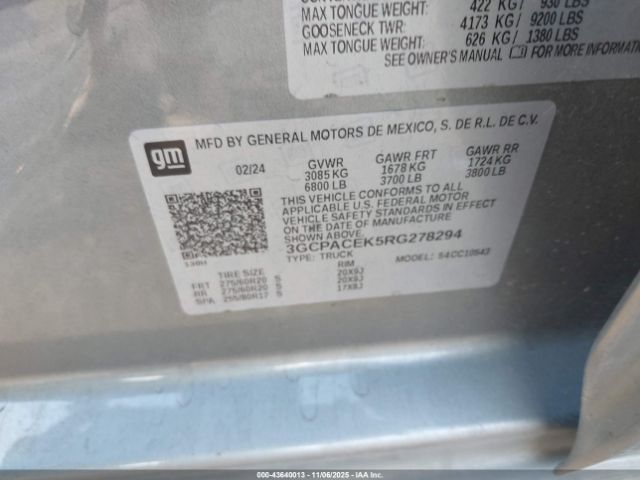 422 KG/ 930 LBS
MAX TONGUE WEIGHT:
GOOSENECK TWR: 4173 KG / 9200 LBS
MAX TONGUE WEIGHT: 626 KG/ 1380 LBS
SEE OWNER'S MANUAL FOR MORE INFORMATION
gm
MFD BY GENERAL MOTORS DE MEXICO, S. DE R.L. DE C.V.
02/24 GVWR GAWR FRT GAWR RR
3085 KG 1678 KG 1724 KG
6800 LB 3700 LB 3800 LB
THIS VEHICLE CONFORMS TO ALL
APPLICABLE U.S. FEDERAL MOTOR
VEHICLE SAFETY STANDARDS IN EFFECT
ON THE DATE OF MANUFACTURE
3GCPACEK5RG278294
TYPE: TRUCK MODEL: S4CC10543
TIRE SIZE RIM
FRT 275/60R20 S 20X9J
RR 275/60R20 S 20X9J
SPA 255/80R17 S 17X8J
000-43640013 - 11/06/2025 - IAAI.COM